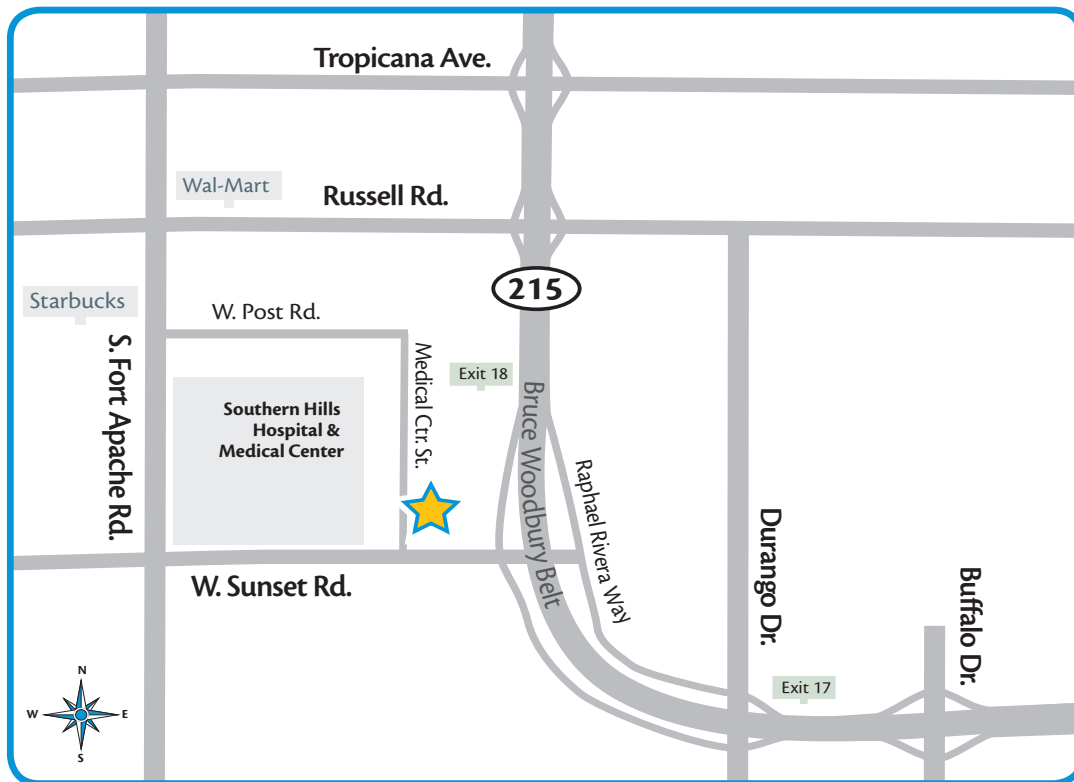 Tropicana Ave.
Wal-Mart
Russell Rd.
215
Starbucks
W. Post Rd.
S. Fort Apache Rd.
Medical Ctr. St.
Exit 18
Bruce Woodbury Belt
Southern Hills
Hospital &
Medical Center
Raphael Rivera Way
Durango Dr.
W. Sunset Rd.
Buffalo Dr.
Exit 17
N
W
E
S